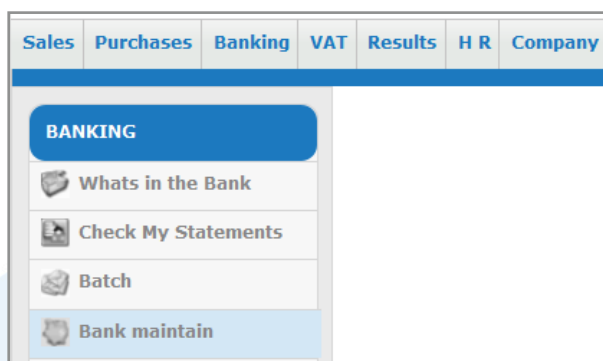 Sales Purchases Banking VAT Results H R Company
BANKING
Whats in the Bank
Check My Statements
Batch
Bank maintain